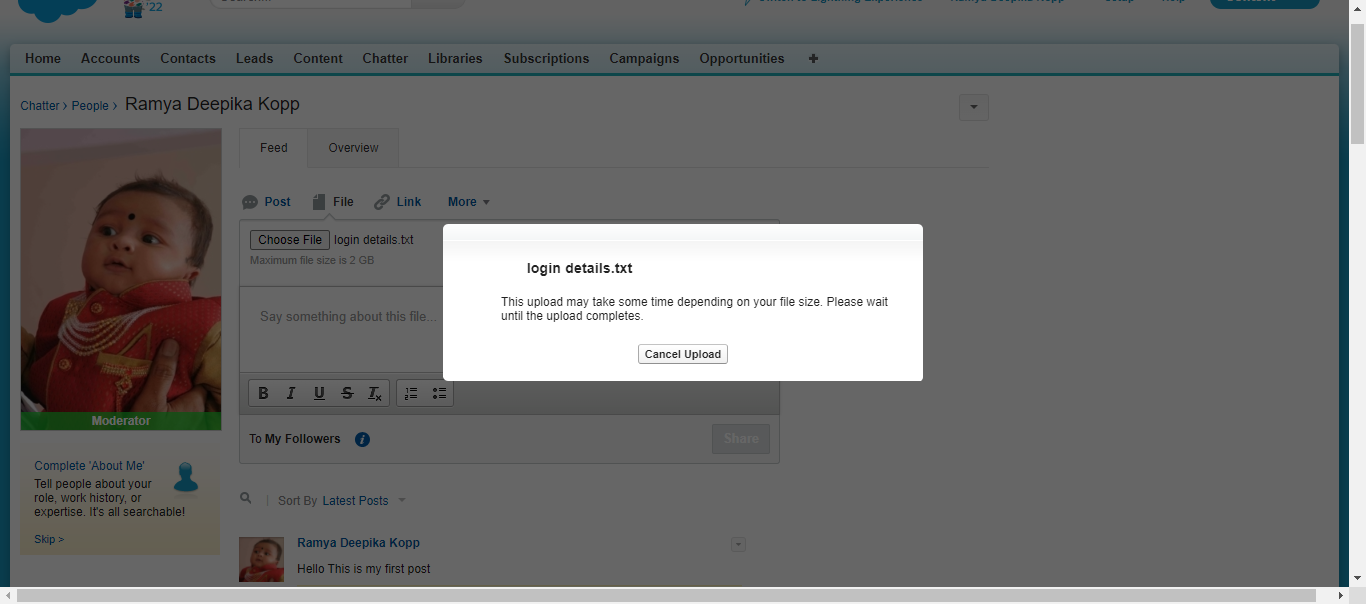 '22
Home Accounts Contacts Leads Content Chatter Libraries Subscriptions Campaigns Opportunities +
Chatter › People › Ramya Deepika Kopp
Feed Overview
Post File Link More
Choose File login details.txt
Maximum file size is 2 GB
login details.txt
This upload may take some time depending on your file size. Please wait
until the upload completes.
Cancel Upload
Say something about this file...
B I U S Tx
Moderator
To My Followers i Share
Complete 'About Me'
Tell people about your
role, work history, or
expertise. It's all searchable!
Skip >
Sort By Latest Posts
Ramya Deepika Kopp
Hello This is my first post